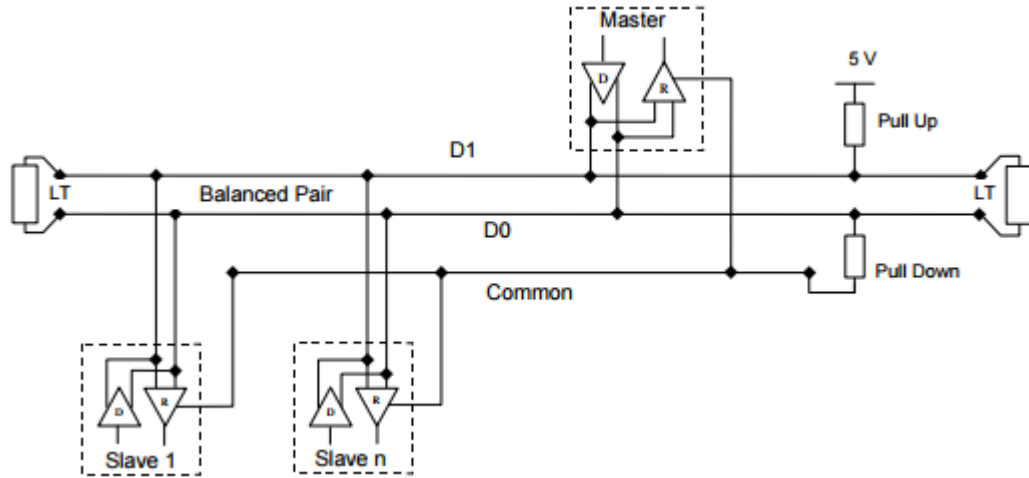 Master
D
R
5 V
Pull Up
D1
LT
Balanced Pair
LT
D0
Pull Down
Common
D
R
D
R
Slave 1
Slave n